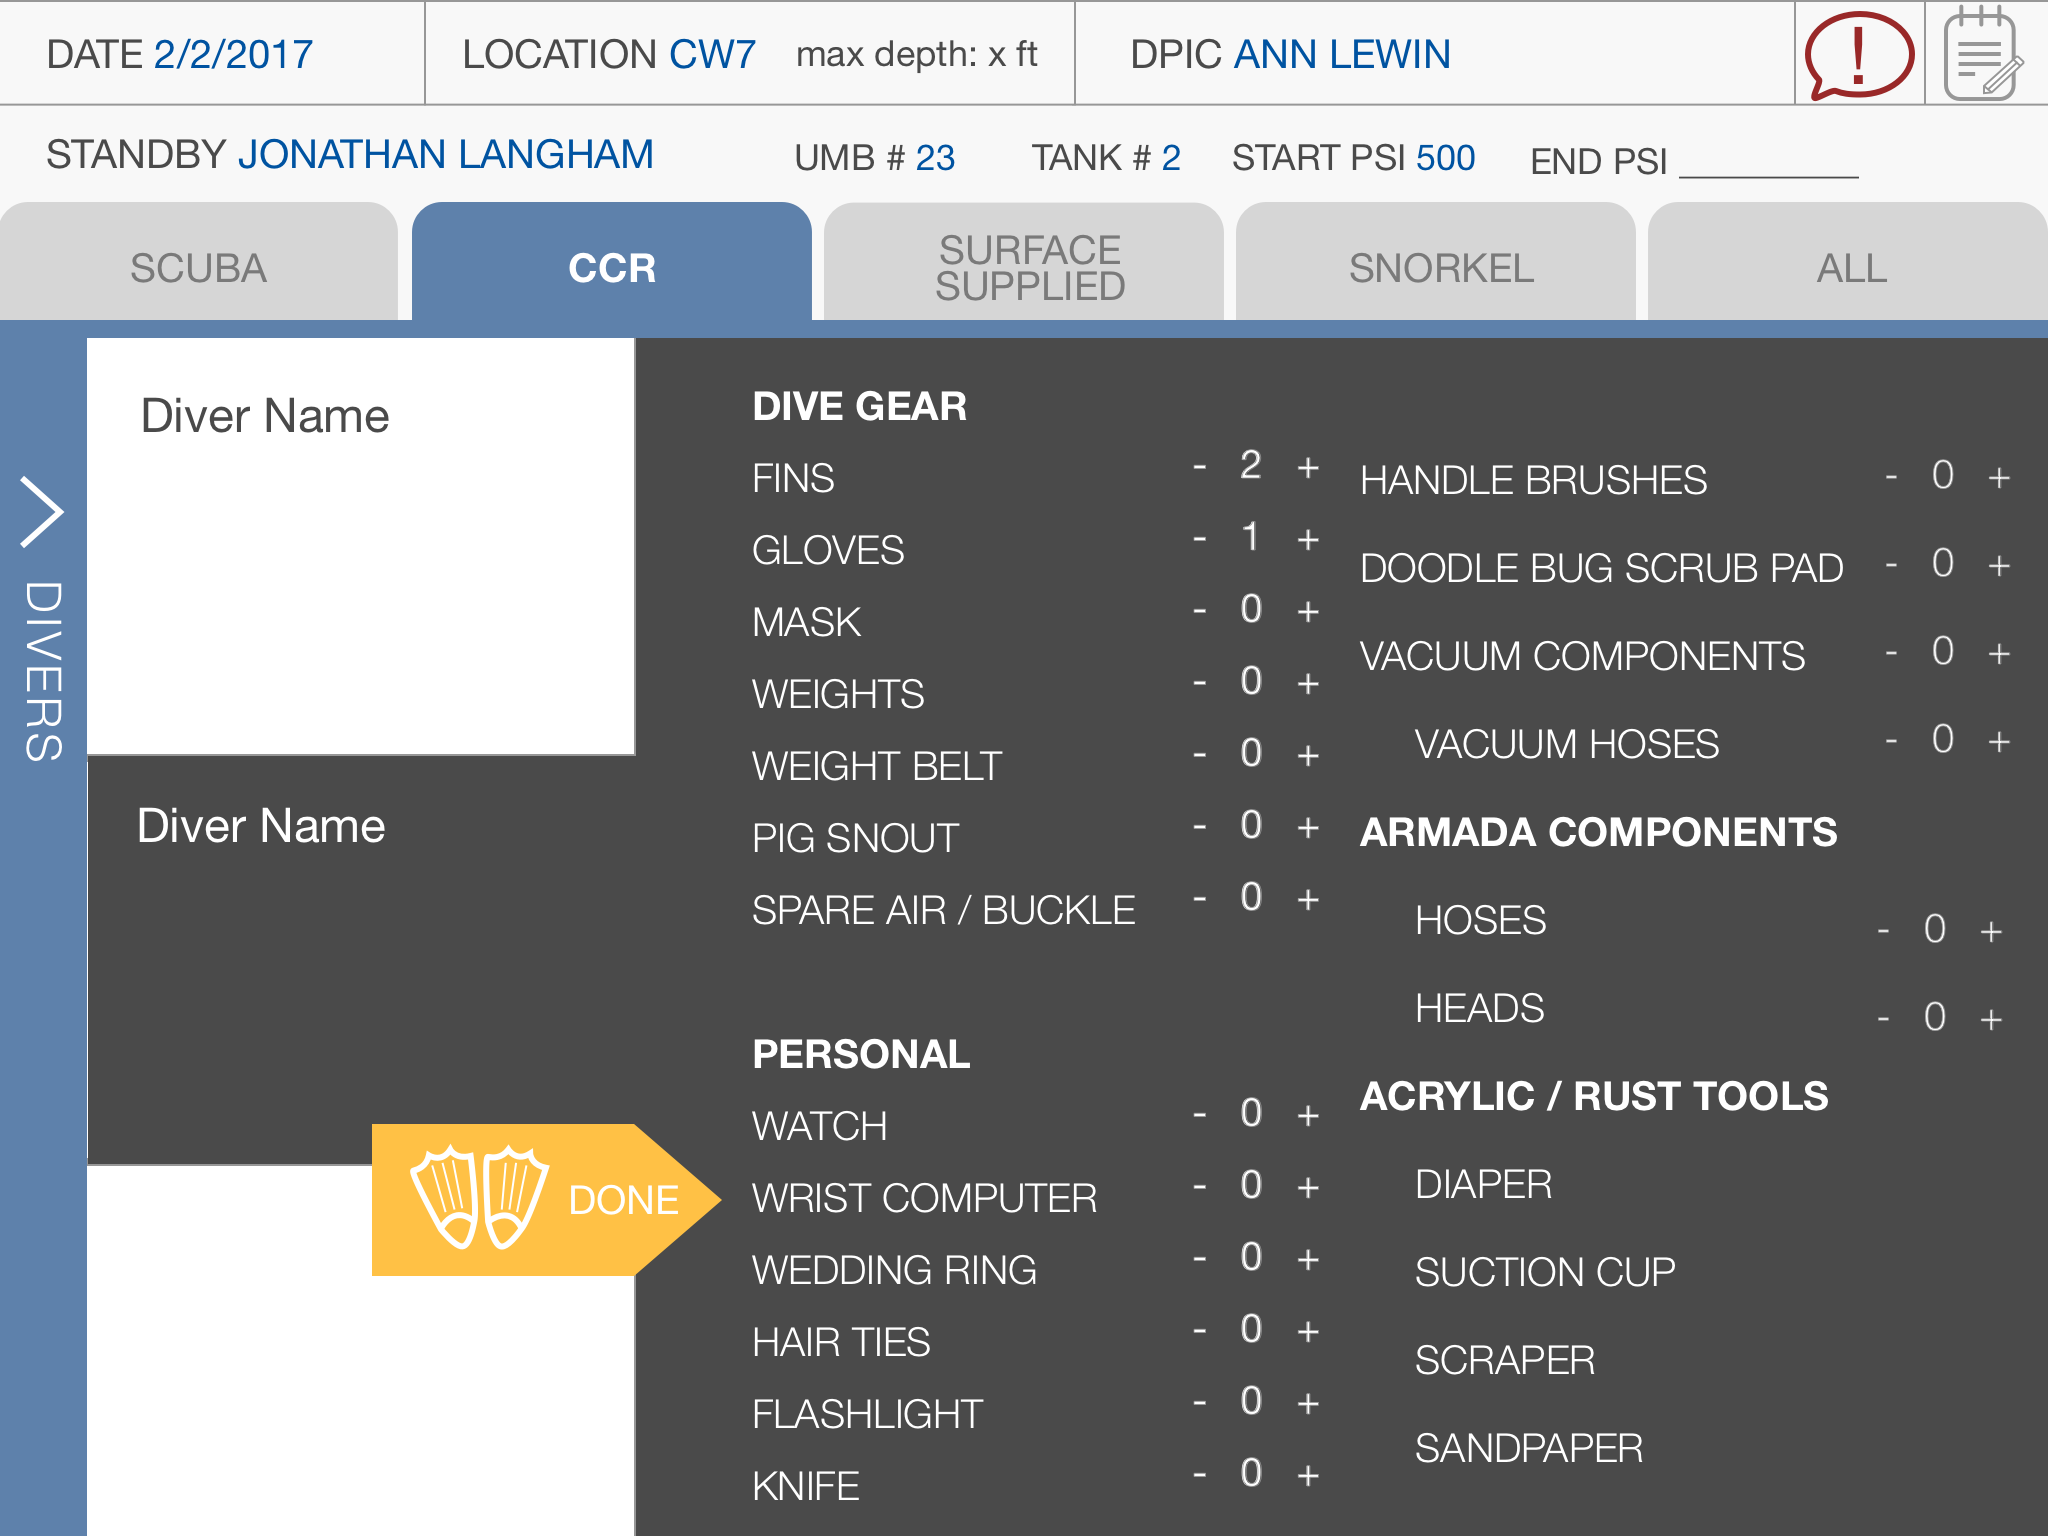 DATE 2/2/2017
LOCATION CW7 max depth: x ft
DPIC ANN LEWIN
!
STANDBY JONATHAN LANGHAM
UMB # 23
TANK # 2
START PSI 500
END PSI __________
SCUBA
CCR
SURFACE
SUPPLIED
SNORKEL
ALL
DIVERS
Diver Name
Diver Name
DONE
DIVE GEAR
FINS - 2 +
GLOVES - 1 +
MASK - 0 +
WEIGHTS - 0 +
WEIGHT BELT - 0 +
PIG SNOUT - 0 +
SPARE AIR / BUCKLE - 0 +
PERSONAL
WATCH - 0 +
WRIST COMPUTER - 0 +
WEDDING RING - 0 +
HAIR TIES - 0 +
FLASHLIGHT - 0 +
KNIFE - 0 +
HANDLE BRUSHES - 0 +
DOODLE BUG SCRUB PAD - 0 +
VACUUM COMPONENTS - 0 +
VACUUM HOSES - 0 +
ARMADA COMPONENTS
HOSES - 0 +
HEADS - 0 +
ACRYLIC / RUST TOOLS
DIAPER
SUCTION CUP
SCRAPER
SANDPAPER